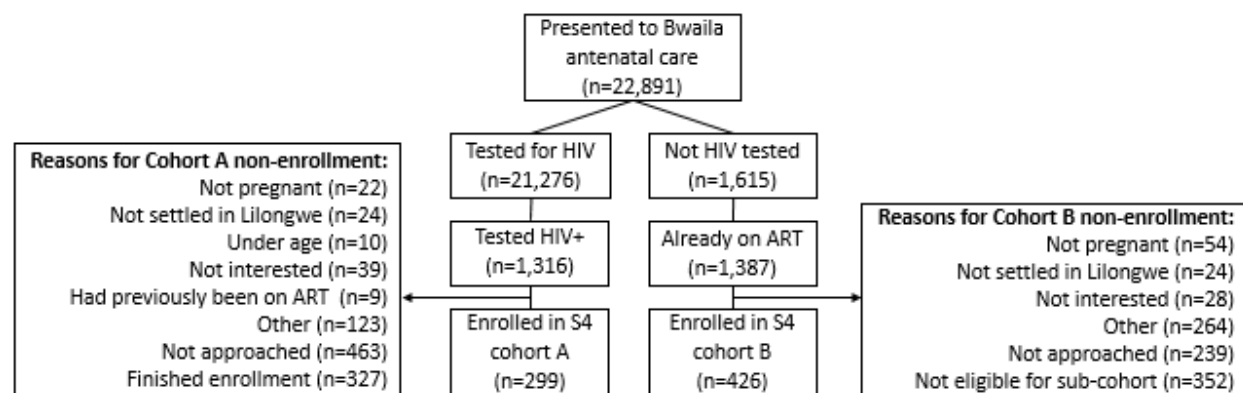 Presented to Bwaila
antenatal care
(n=22,891)
Tested for HIV
(n=21,276)
Not HIV tested
(n=1,615)
Reasons for Cohort A non-enrollment:
Not pregnant (n=22)
Not settled in Lilongwe (n=24)
Under age (n=10)
Not interested (n=39)
Had previously been on ART (n=9)
Other (n=123)
Not approached (n=463)
Finished enrollment (n=327)
Tested HIV+
(n=1,316)
Already on ART
(n=1,387)
Reasons for Cohort B non-enrollment:
Not pregnant (n=54)
Not settled in Lilongwe (n=24)
Not interested (n=28)
Other (n=264)
Not approached (n=239)
Not eligible for sub-cohort (n=352)
Enrolled in S4
cohort A
(n=299)
Enrolled in S4
cohort B
(n=426)